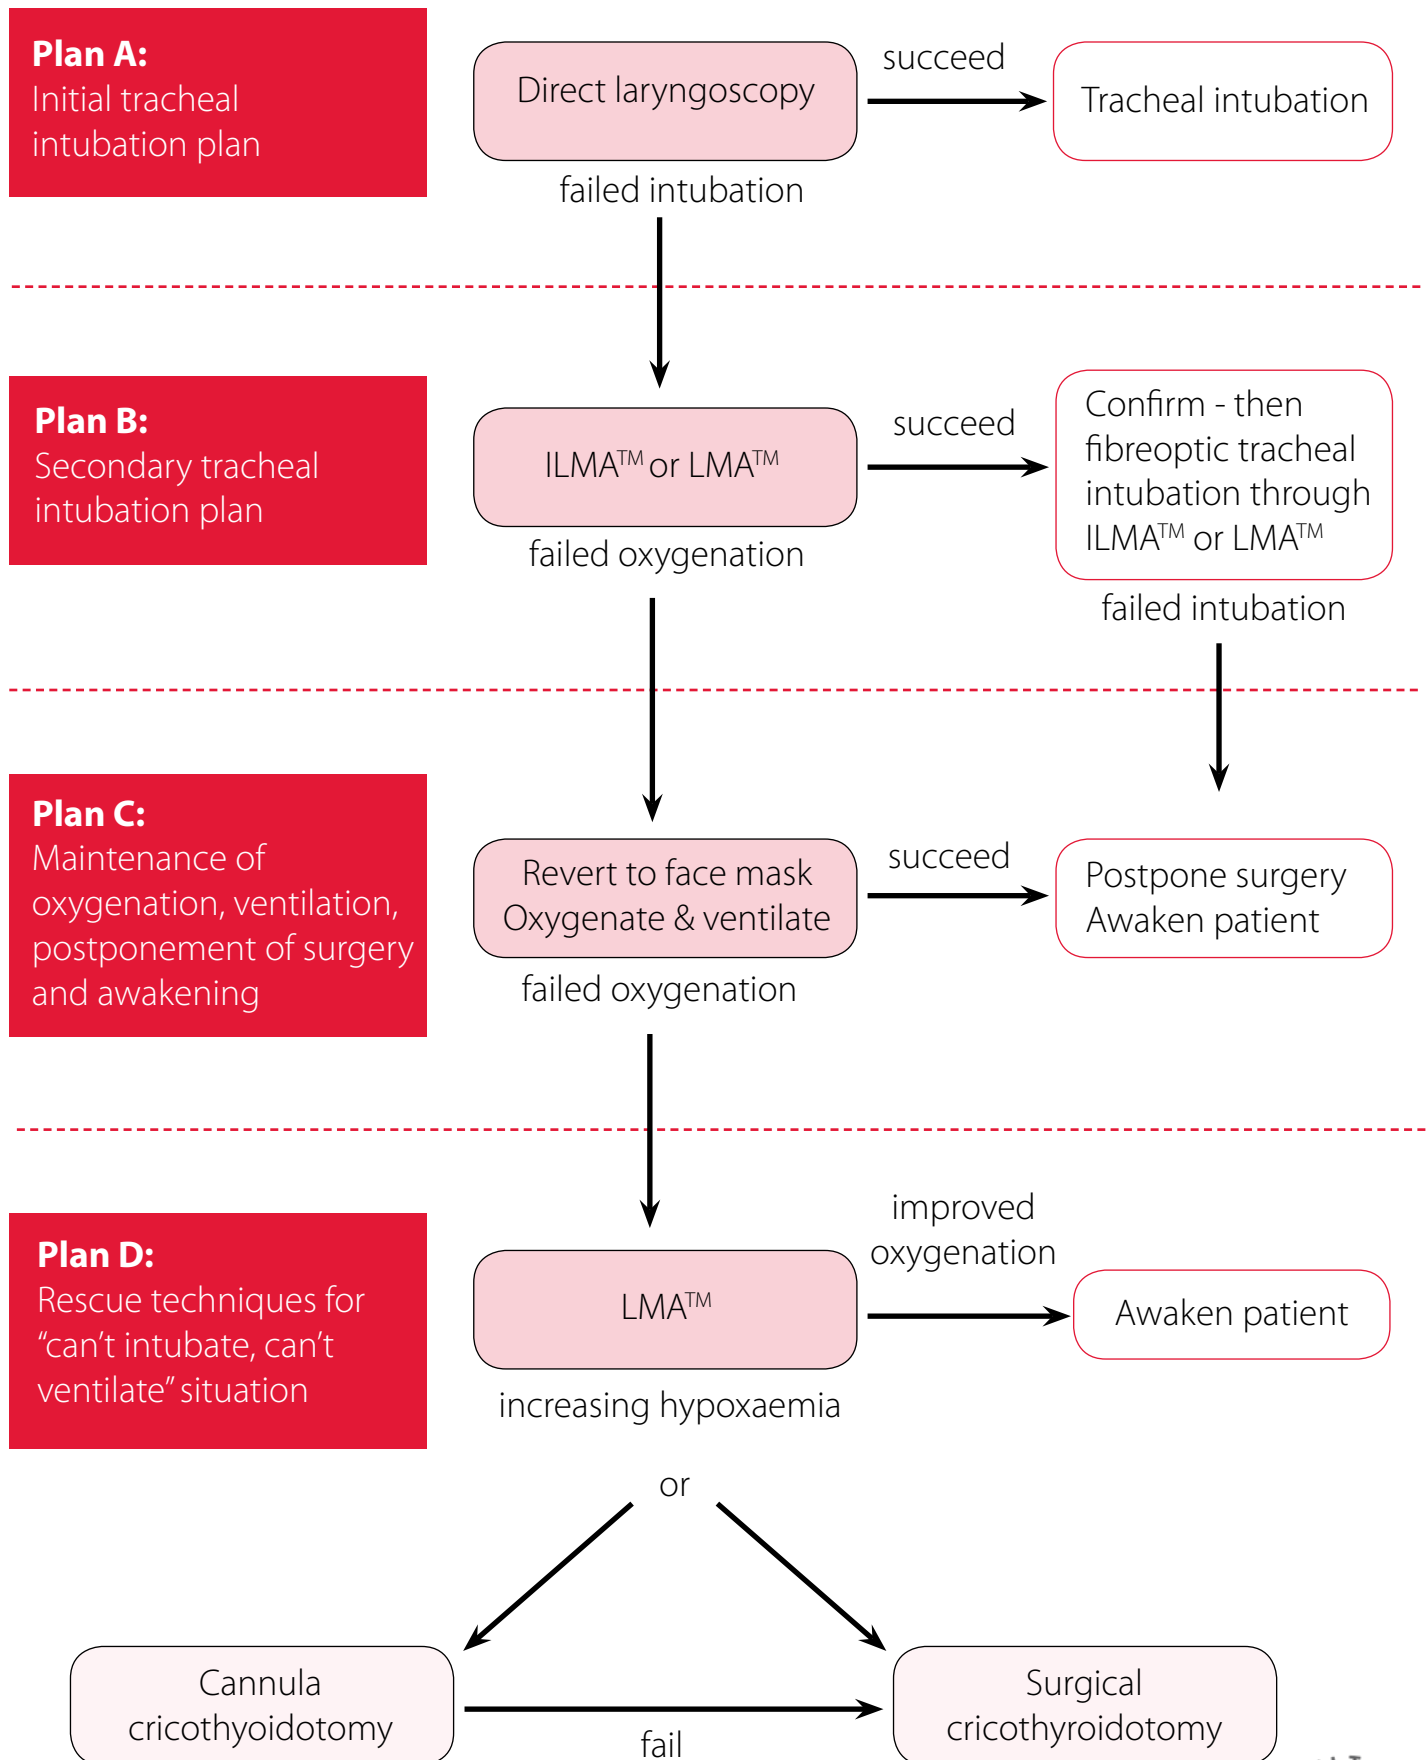 Plan A:
Initial tracheal
intubation plan
Direct laryngoscopy
succeed
Tracheal intubation
failed intubation
Plan B:
Secondary tracheal
intubation plan
ILMA™ or LMA™
succeed
Confirm - then
fibreoptic tracheal
intubation through
ILMA™ or LMA™
failed oxygenation
failed intubation
Plan C:
Maintenance of
oxygenation, ventilation,
postponement of surgery
and awakening
Revert to face mask
Oxygenate & ventilate
succeed
Postpone surgery
Awaken patient
failed oxygenation
Plan D:
Rescue techniques for
“can’t intubate, can’t
ventilate” situation
LMA™
improved
oxygenation
Awaken patient
increasing hypoxaemia
or
Cannula
cricothyoidotomy
fail
Surgical
cricothyroidotomy